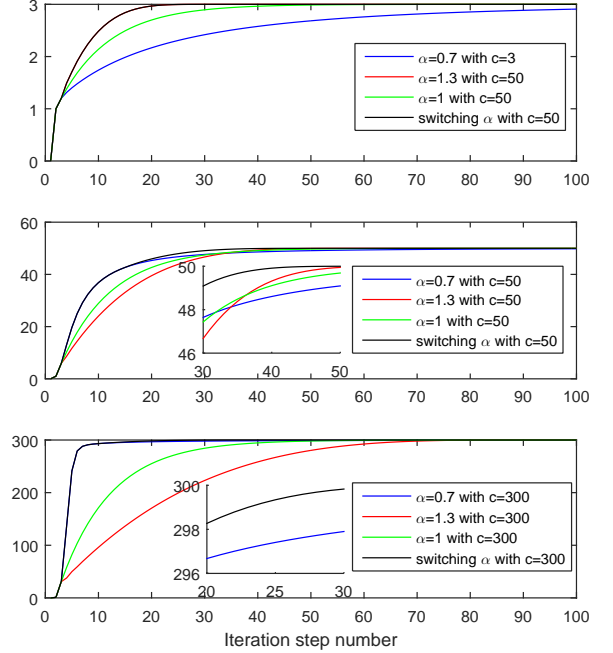 3
2
1
0
α=0.7 with c=3
α=1.3 with c=50
α=1 with c=50
switching α with c=50
0 10 20 30 40 50 60 70 80 90 100
60
40
20
0
50
48
46
30 40 50
α=0.7 with c=50
α=1.3 with c=50
α=1 with c=50
switching α with c=50
0 10 20 30 40 50 60 70 80 90 100
300
200
100
0
300
298
296
20 25 30
α=0.7 with c=300
α=1.3 with c=300
α=1 with c=300
switching α with c=300
0 10 20 30 40 50 60 70 80 90 100
Iteration step number